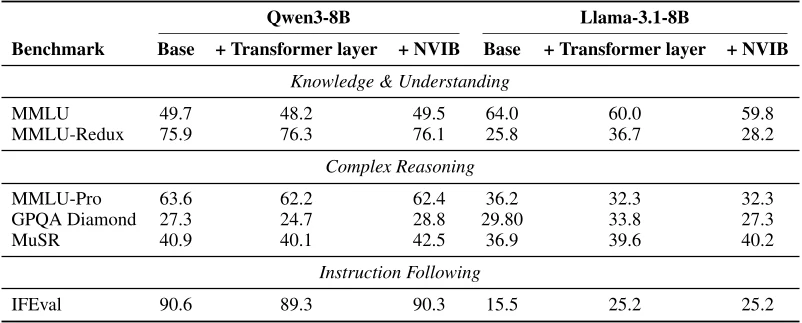 Qwen3-8B Llama-3.1-8B
Benchmark Base + Transformer layer + NVIB Base + Transformer layer + NVIB
Knowledge & Understanding
MMLU 49.7 48.2 49.5 64.0 60.0 59.8
MMLU-Redux 75.9 76.3 76.1 25.8 36.7 28.2
Complex Reasoning
MMLU-Pro 63.6 62.2 62.4 36.2 32.3 32.3
GPQA Diamond 27.3 24.7 28.8 29.80 33.8 27.3
MuSR 40.9 40.1 42.5 36.9 39.6 40.2
Instruction Following
IFEval 90.6 89.3 90.3 15.5 25.2 25.2